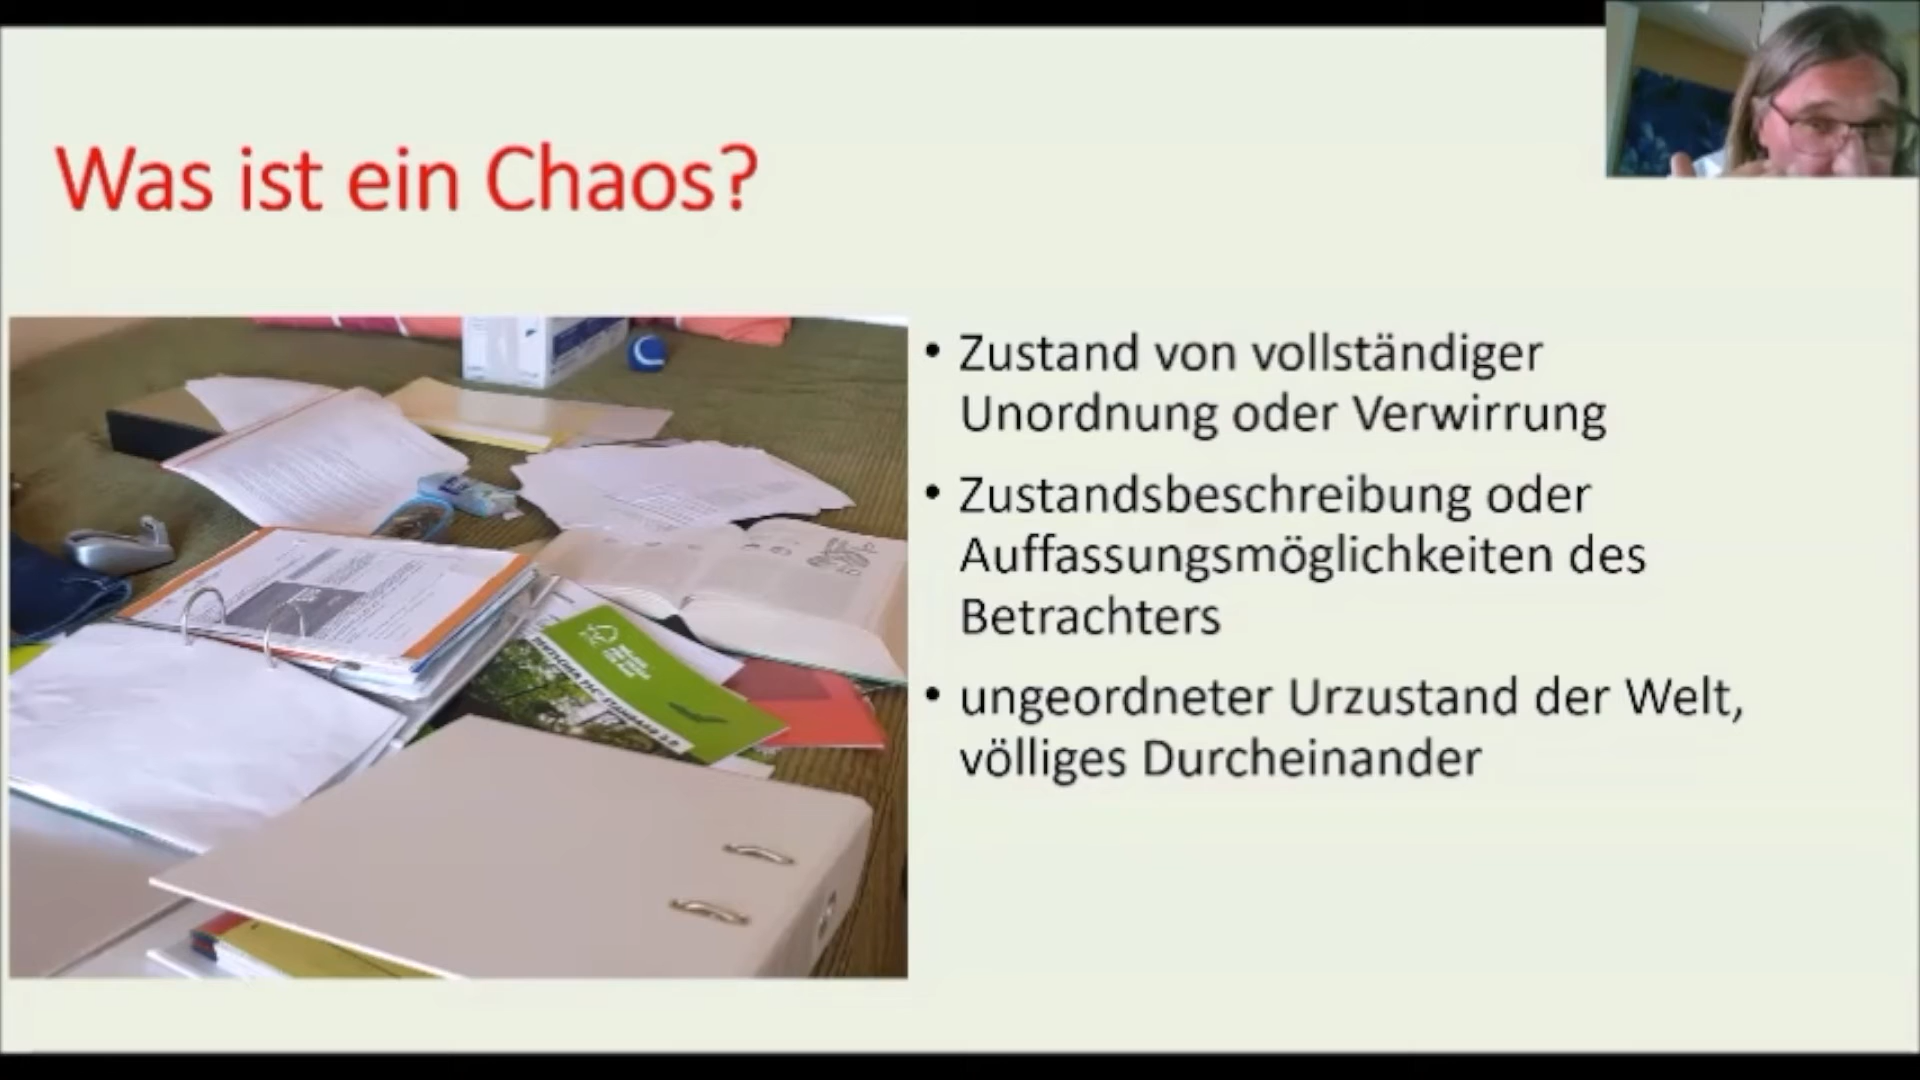 Was ist ein Chaos?
• Zustand von vollständiger
Unordnung oder Verwirrung
• Zustandsbeschreibung oder
Auffassungsmöglichkeiten des
Betrachters
• ungeordneter Urzustand der Welt,
völliges Durcheinander